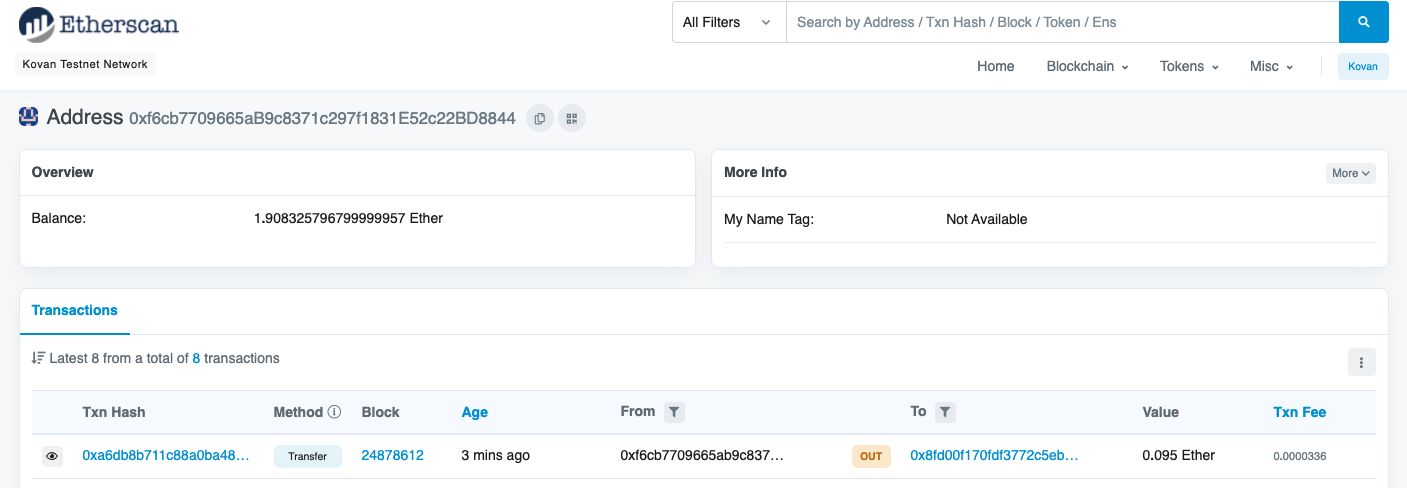 Etherscan
All Filters Search by Address / Txn Hash / Block / Token / Ens
Kovan Testnet Network
Home Blockchain Tokens Misc Kovan
Address 0xf6cb7709665aB9c8371c297f1831E52c22BD8844
Overview
Balance: 1.908325796799999957 Ether
More Info More
My Name Tag: Not Available
Transactions
Latest 8 from a total of 8 transactions
Txn Hash Method Block Age From To Value Txn Fee
0xa6db8b711c88a0ba48... Transfer 24878612 3 mins ago 0xf6cb7709665ab9c837... OUT 0x8fd00f170fdf3772c5eb... 0.095 Ether 0.0000336